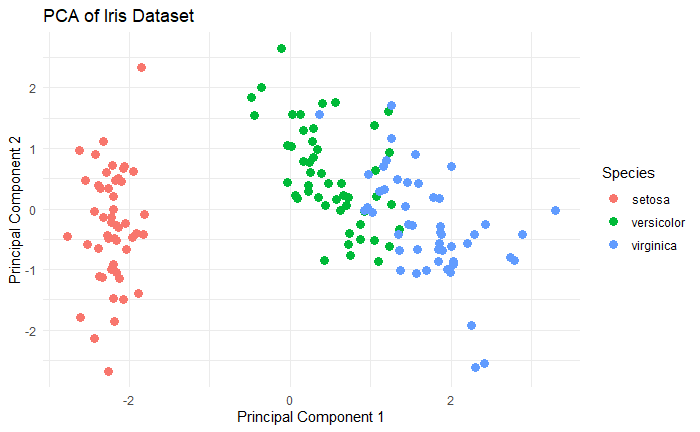 PCA of Iris Dataset
Principal Component 2
2
1
0
-1
-2
-2
0
2
Principal Component 1
Species
setosa
versicolor
virginica